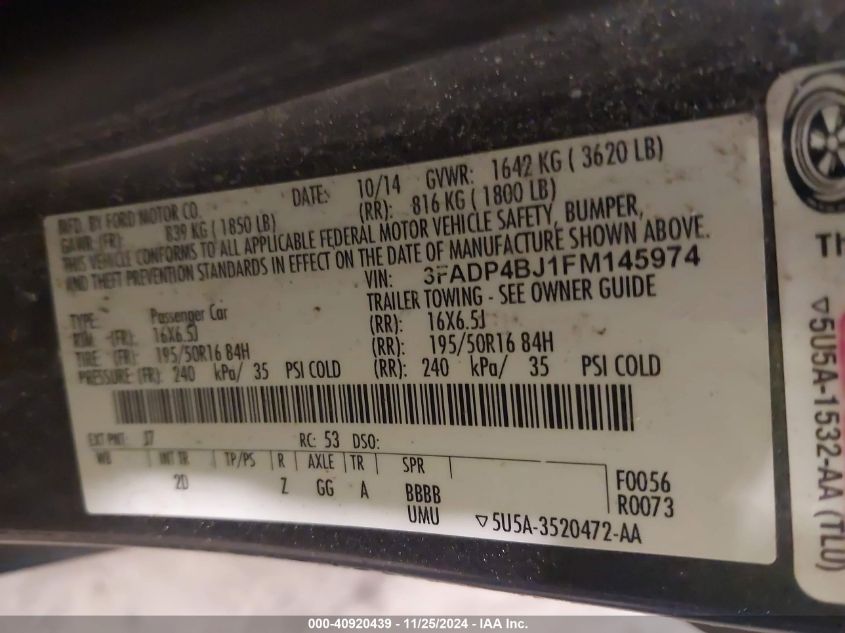 MFD. BY FORD MOTOR CO.
DATE: 10/14 GVWR: 1642 KG ( 3620 LB)
GAWR: (FR): 839 KG ( 1850 LB) (RR): 816 KG ( 1800 LB)
THIS VEHICLE CONFORMS TO ALL APPLICABLE FEDERAL MOTOR VEHICLE SAFETY, BUMPER,
AND THEFT PREVENTION STANDARDS IN EFFECT ON THE DATE OF MANUFACTURE SHOWN ABOVE.
VIN: 3FADP4BJ1FM145974
TRAILER TOWING - SEE OWNER GUIDE
TYPE: Passenger Car
RIM (FR): 16X6.5J (RR): 16X6.5J
TIRE: (FR): 195/50R16 84H (RR): 195/50R16 84H
PRESSURE: (FR): 240 kPa/ 35 PSI COLD (RR): 240 kPa/ 35 PSI COLD
EXT PNT: J7 RC: 53 DSO:
WB INT TR TP/PS R AXLE TR SPR
2D Z GG A BBBB
UMU
F0056
R0073
▽5U5A-3520472-AA
▽5U5A-1532-AA (TLU)
000-40920439 - 11/25/2024 - IAA Inc.